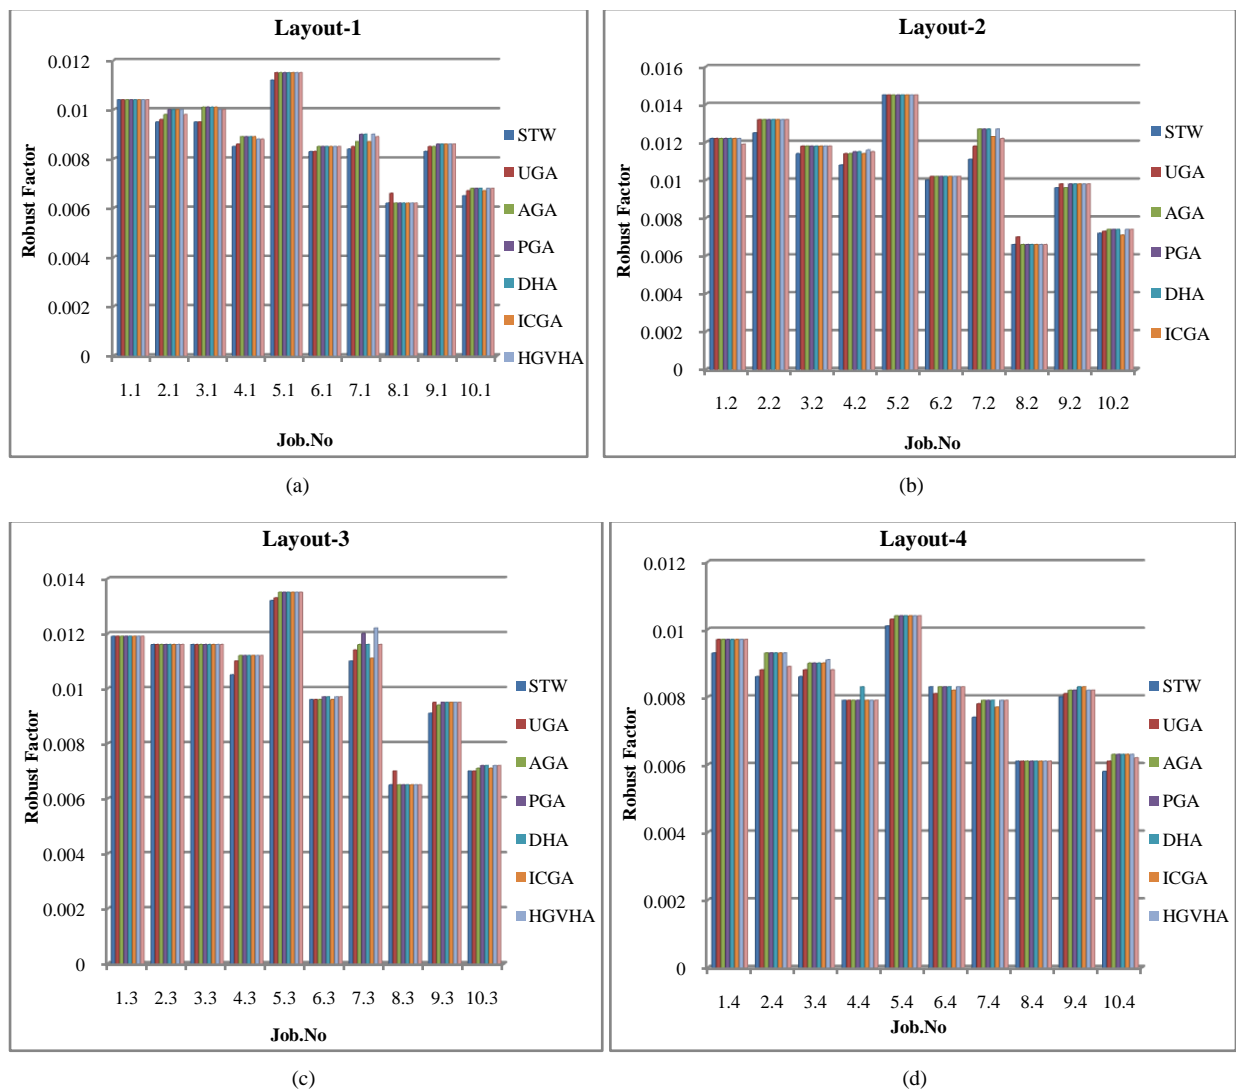 Layout-1
0.012
0.01
0.008
0.006
0.004
0.002
0
Robust Factor
1.1 2.1 3.1 4.1 5.1 6.1 7.1 8.1 9.1 10.1
Job.No
STW
UGA
AGA
PGA
DHA
ICGA
HGVHA
(a)
Layout-2
0.016
0.014
0.012
0.01
0.008
0.006
0.004
0.002
0
Robust Factor
1.2 2.2 3.2 4.2 5.2 6.2 7.2 8.2 9.2 10.2
Job.No
STW
UGA
AGA
PGA
DHA
ICGA
(b)
Layout-3
0.014
0.012
0.01
0.008
0.006
0.004
0.002
0
Robust Factor
1.3 2.3 3.3 4.3 5.3 6.3 7.3 8.3 9.3 10.3
Job.No
STW
UGA
AGA
PGA
DHA
ICGA
HGVHA
(c)
Layout-4
0.012
0.01
0.008
0.006
0.004
0.002
0
Robust Factor
1.4 2.4 3.4 4.4 5.4 6.4 7.4 8.4 9.4 10.4
Job.No
STW
UGA
AGA
PGA
DHA
ICGA
HGVHA
(d)